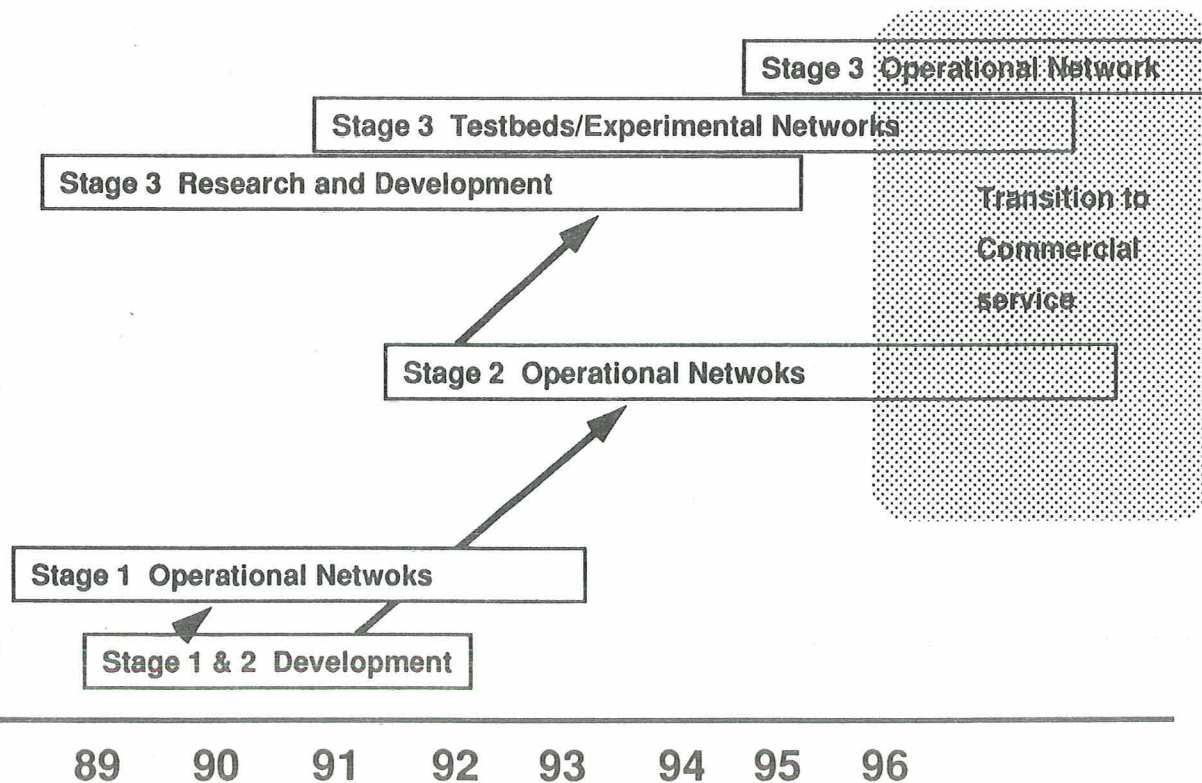 Stage 3 Operational Network
Stage 3 Testbeds/Experimental Networks
Stage 3 Research and Development
Transition to
Commercial
service
Stage 2 Operational Netwoks
Stage 1 Operational Netwoks
Stage 1 & 2 Development
89 90 91 92 93 94 95 96